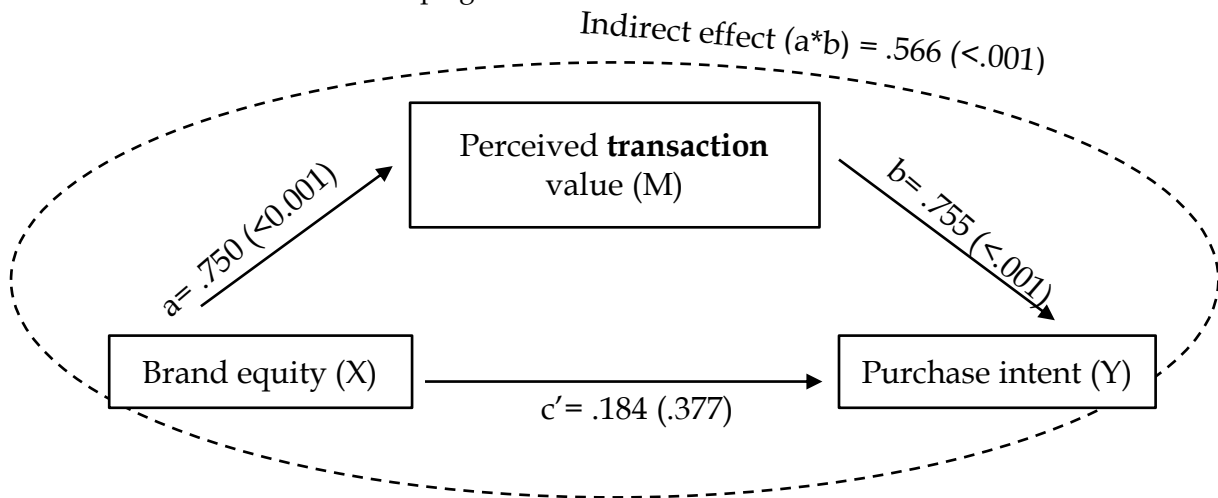 Indirect effect (a*b) = .566 (<.001)
Perceived transaction
value (M)
a= .750 (<0.001)
b= .755 (<.001)
Brand equity (X)
Purchase intent (Y)
c′= .184 (.377)